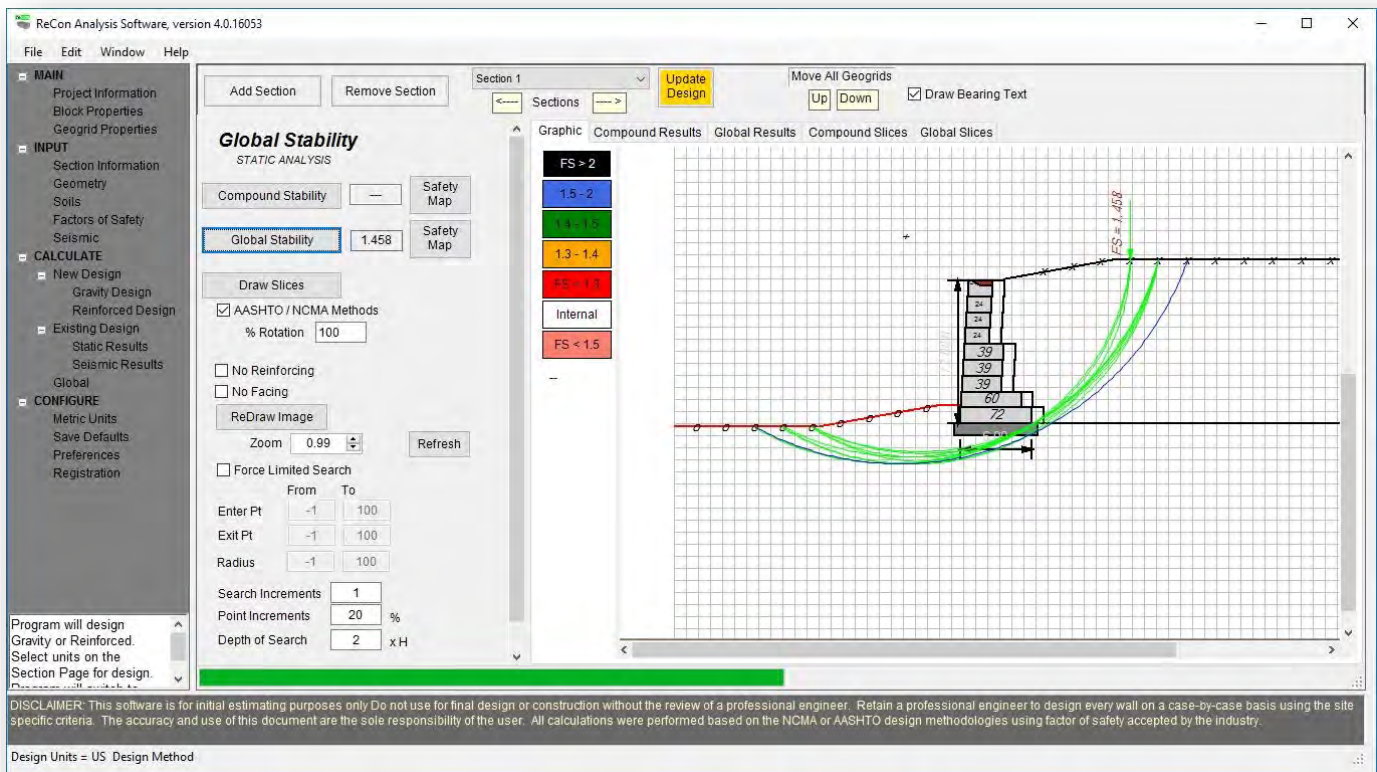 ReCon Analysis Software, version 4.0.16053
File Edit Window Help
MAIN
Project Information
Block Properties
Geogrid Properties
INPUT
Section Information
Geometry
Soils
Factors of Safety
Seismic
CALCULATE
New Design
Gravity Design
Reinforced Design
Existing Design
Static Results
Seismic Results
Global
CONFIGURE
Metric Units
Save Defaults
Preferences
Registration
Program will design
Gravity or Reinforced.
Select units on the
Section Page for design.
Add Section Remove Section
Section 1
<---- Sections ---->
Update
Design
Move All Geogrids
Up Down
Draw Bearing Text
Global Stability
STATIC ANALYSIS
Compound Stability --- Safety
Map
Global Stability 1.458 Safety
Map
Draw Slices
AASHTO / NCMA Methods
% Rotation 100
No Reinforcing
No Facing
ReDraw Image
Zoom 0.99 Refresh
Force Limited Search
From To
Enter Pt -1 100
Exit Pt -1 100
Radius -1 100
Search Increments 1
Point Increments 20 %
Depth of Search 2 x H
Graphic Compound Results Global Results Compound Slices Global Slices
FS > 2
1.5 - 2
1.4 - 1.5
1.3 - 1.4
FS < 1.3
Internal
FS < 1.5
--
FS = 1.458
24
24
24
39
39
39
60
72
DISCLAIMER: This software is for initial estimating purposes only Do not use for final design or construction without the review of a professional engineer. Retain a professional engineer to design every wall on a case-by-case basis using the site
specific criteria. The accuracy and use of this document are the sole responsibility of the user. All calculations were performed based on the NCMA or AASHTO design methodologies using factor of safety accepted by the industry.
Design Units = US Design Method